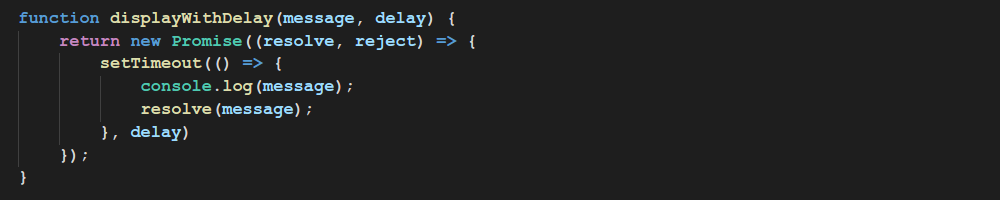 function displayWithDelay(message, delay) {
    return new Promise((resolve, reject) => {
        setTimeout(() => {
            console.log(message);
            resolve(message);
        }, delay)
    });
}